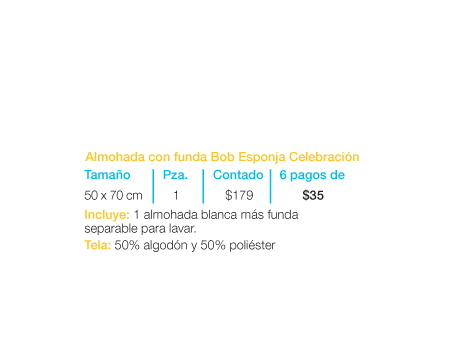 Almohada con funda Bob Esponja Celebración
Tamaño Pza. Contado 6 pagos de
50 x 70 cm 1 $179 $35
Incluye: 1 almohada blanca más funda
separable para lavar.
Tela: 50% algodón y 50% poliéster